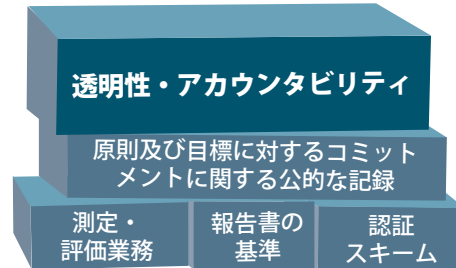 透明性・アカウンタビリティ
原則及び目標に対するコミット
メントに関する公的な記録
測定・
評価業務
報告書の
基準
認証
スキーム